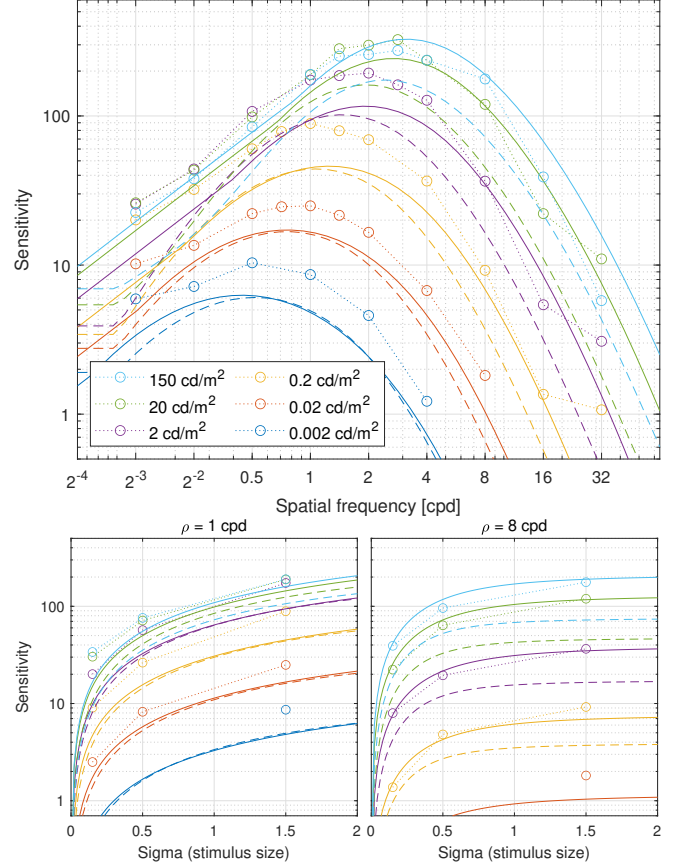 100
10
1
Sensitivity
150 cd/m²
20 cd/m²
2 cd/m²
0.2 cd/m²
0.02 cd/m²
0.002 cd/m²
2⁻⁴ 2⁻³ 2⁻² 0.5 1 2 4 8 16 32
Spatial frequency [cpd]
ρ = 1 cpd
100
10
1
Sensitivity
0 0.5 1 1.5 2
Sigma (stimulus size)
ρ = 8 cpd
0 0.5 1 1.5 2
Sigma (stimulus size)